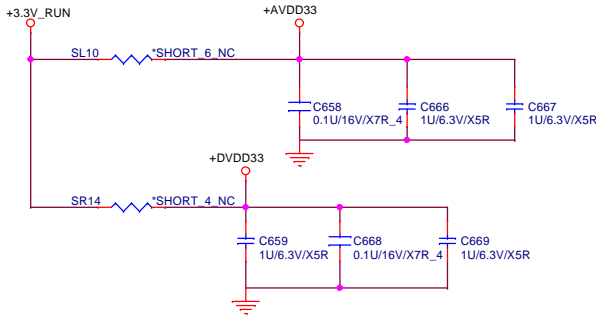 +3.3V_RUN
+AVDD33
SL10
*SHORT_6_NC
C658
0.1U/16V/X7R_4
C666
1U/6.3V/X5R
C667
1U/6.3V/X5R
+DVDD33
SR14
*SHORT_4_NC
C659
1U/6.3V/X5R
C668
0.1U/16V/X7R_4
C669
1U/6.3V/X5R